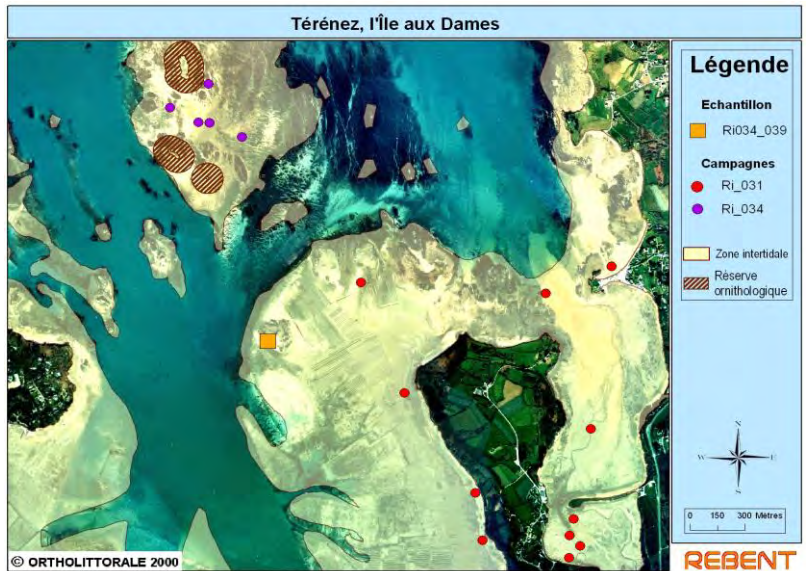 Térénez, l'Île aux Dames
Légende
Echantillon
Ri034_039
Campagnes
Ri_031
Ri_034
Zone intertidale
Réserve
ornithologique
N
W E
S
0 150 300 Metres
© ORTHOLITTORALE 2000
REBENT